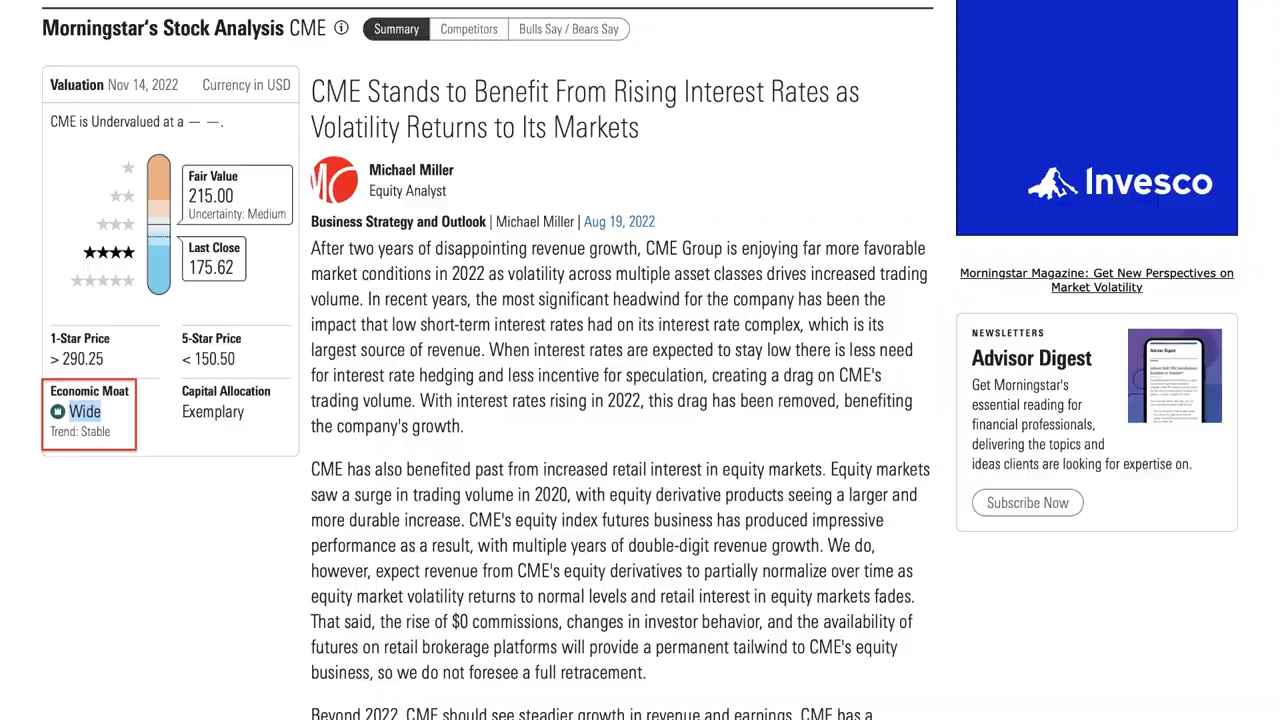 Morningstar's Stock Analysis CME
Summary
Competitors
Bulls Say / Bears Say
Valuation Nov 14, 2022
Currency in USD
CME is Undervalued at a — —.
Fair Value
215.00
Uncertainty: Medium
Last Close
175.62
1-Star Price
> 290.25
5-Star Price
< 150.50
Economic Moat
Wide
Trend: Stable
Capital Allocation
Exemplary
CME Stands to Benefit From Rising Interest Rates as
Volatility Returns to Its Markets
Michael Miller
Equity Analyst
Business Strategy and Outlook | Michael Miller | Aug 19, 2022
After two years of disappointing revenue growth, CME Group is enjoying far more favorable
market conditions in 2022 as volatility across multiple asset classes drives increased trading
volume. In recent years, the most significant headwind for the company has been the
impact that low short-term interest rates had on its interest rate complex, which is its
largest source of revenue. When interest rates are expected to stay low there is less need
for interest rate hedging and less incentive for speculation, creating a drag on CME's
trading volume. With interest rates rising in 2022, this drag has been removed, benefiting
the company's growth.
CME has also benefited past from increased retail interest in equity markets. Equity markets
saw a surge in trading volume in 2020, with equity derivative products seeing a larger and
more durable increase. CME's equity index futures business has produced impressive
performance as a result, with multiple years of double-digit revenue growth. We do,
however, expect revenue from CME's equity derivatives to partially normalize over time as
equity market volatility returns to normal levels and retail interest in equity markets fades.
That said, the rise of $0 commissions, changes in investor behavior, and the availability of
futures on retail brokerage platforms will provide a permanent tailwind to CME's equity
business, so we do not foresee a full retracement.
Beyond 2022, CME should see steadier growth in revenue and earnings. CME has a
Invesco
Morningstar Magazine: Get New Perspectives on
Market Volatility
NEWSLETTERS
Advisor Digest
Get Morningstar's
essential reading for
financial professionals,
delivering the topics and
ideas clients are looking for expertise on.
Subscribe Now
Advisor Digest